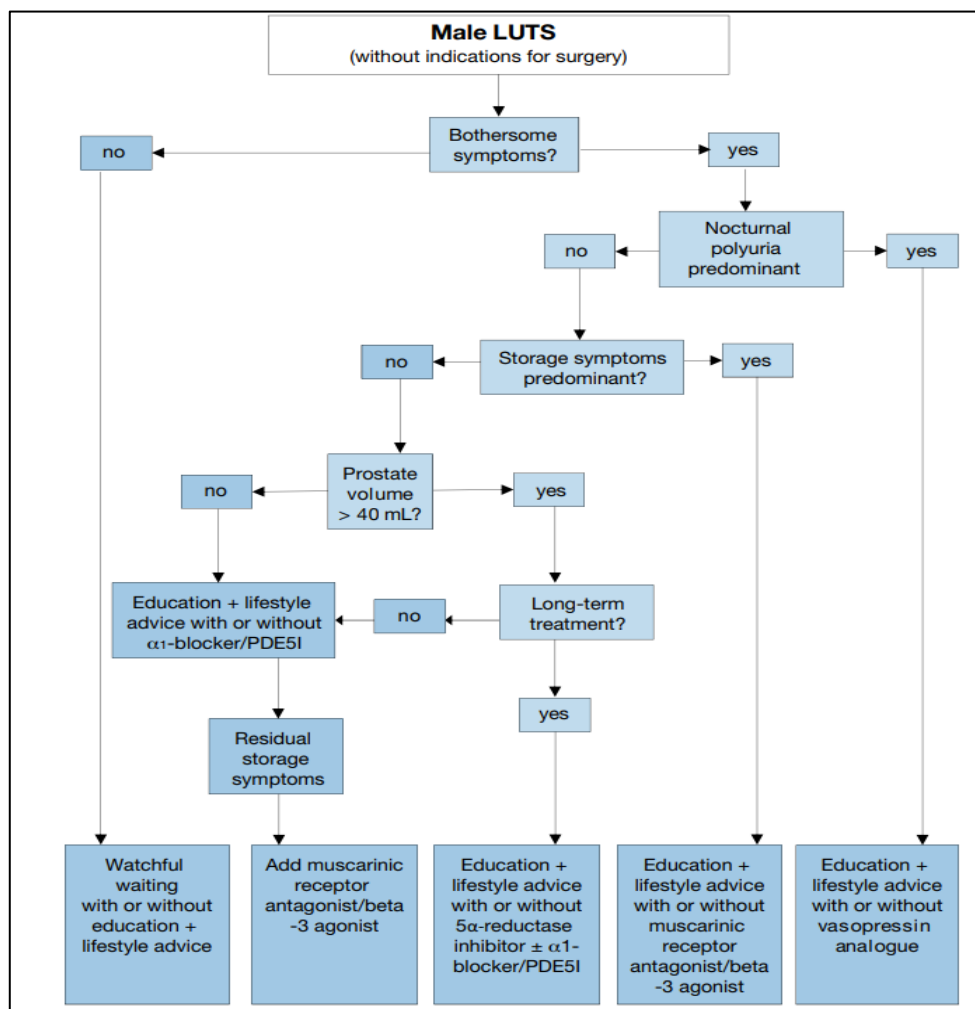 Male LUTS
(without indications for surgery)
Bothersome
symptoms?
no
yes
Nocturnal
polyuria
predominant
no
yes
Storage symptoms
predominant?
no
yes
Prostate
volume
> 40 mL?
no
yes
Education + lifestyle
advice with or without
α1-blocker/PDE5I
no
Long-term
treatment?
yes
Residual
storage
symptoms
Watchful
waiting
with or without
education +
lifestyle advice
Add muscarinic
receptor
antagonist/beta
-3 agonist
Education +
lifestyle advice
with or without
5α-reductase
inhibitor ± α1-
blocker/PDE5I
Education +
lifestyle advice
with or without
muscarinic
receptor
antagonist/beta
-3 agonist
Education +
lifestyle advice
with or without
vasopressin
analogue